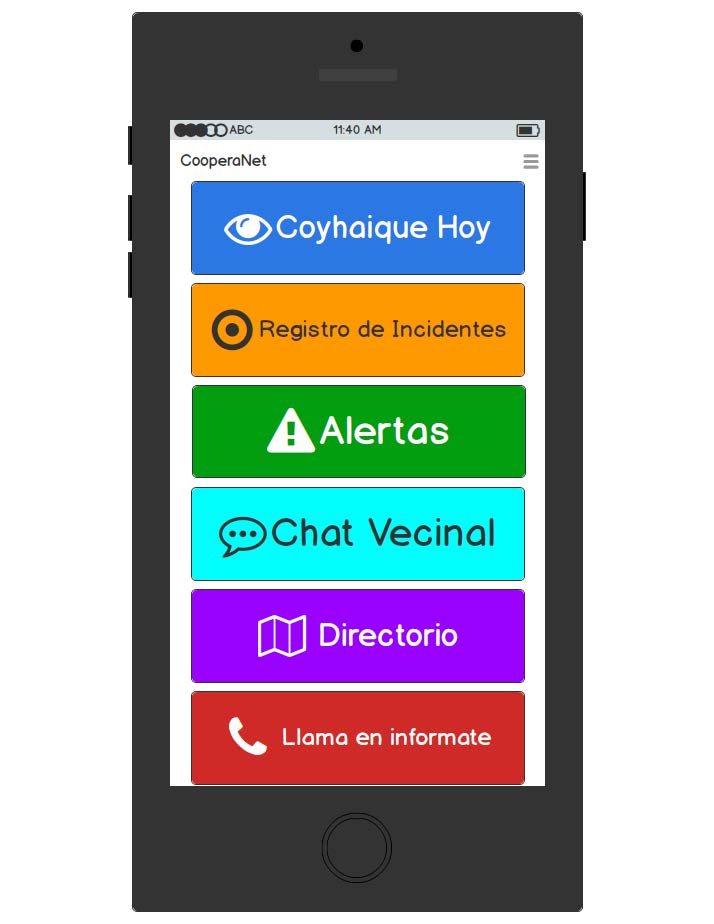 ABC 11:40 AM
CooperaNet
Coyhaique Hoy
Registro de Incidentes
Alertas
Chat Vecinal
Directorio
Llama en informate